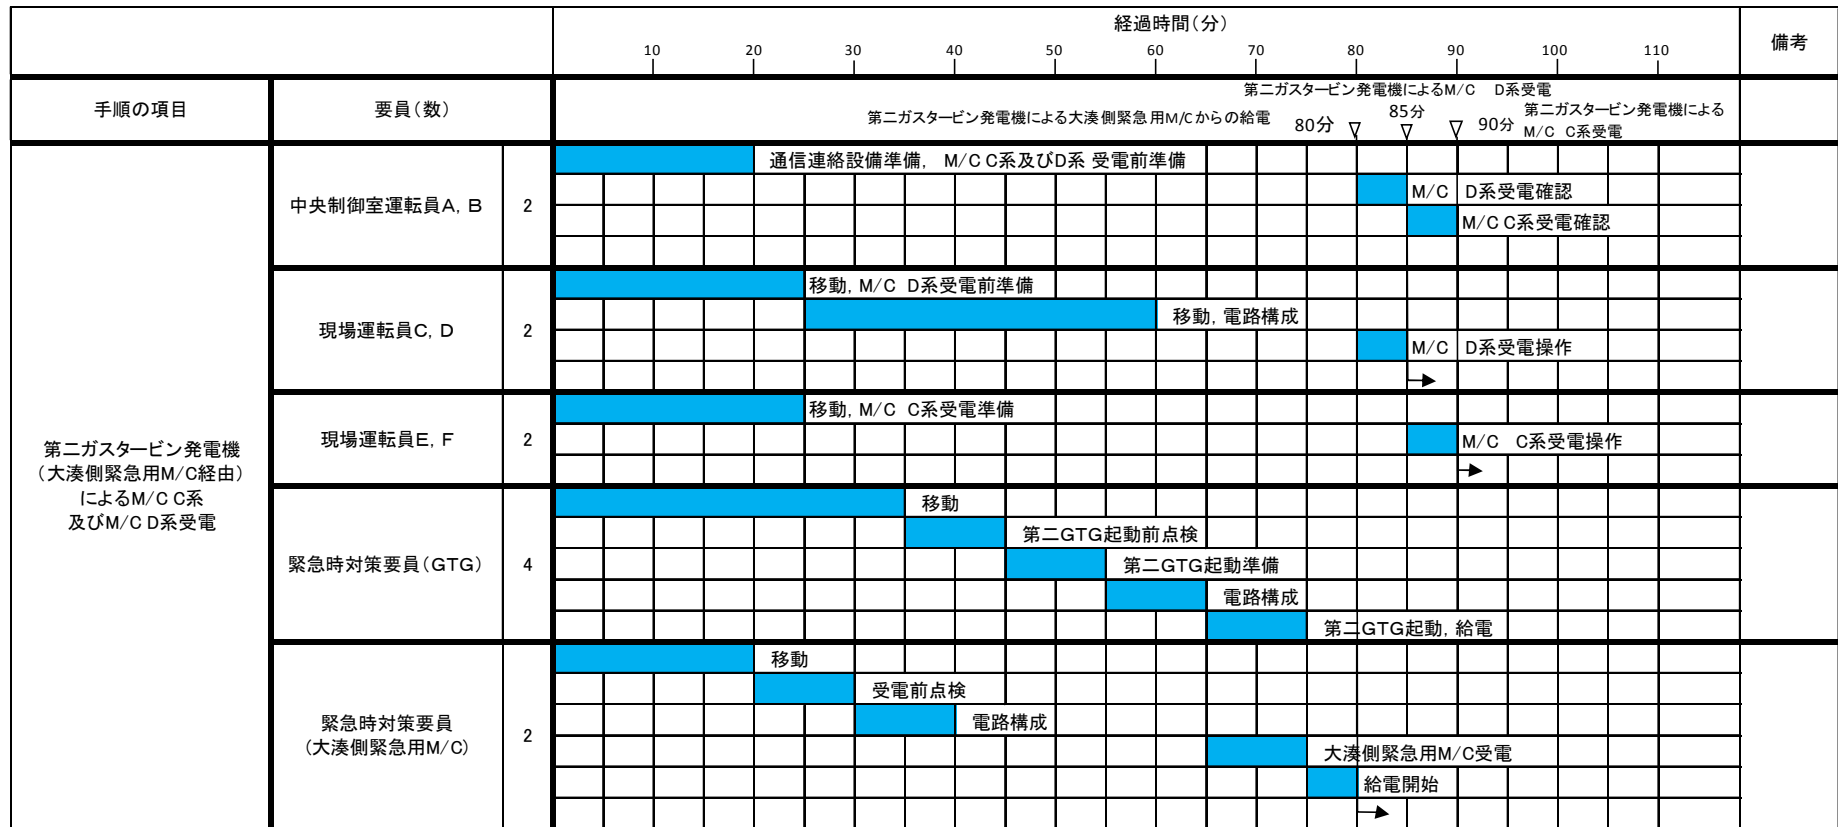 経過時間(分)
備考
10 20 30 40 50 60 70 80 90 100 110
手順の項目
要員(数)
第二ガスタービン発電機によるM/C D系受電
第二ガスタービン発電機による大湊側緊急用M/Cからの給電
80分
85分
90分
第二ガスタービン発電機による
M/C C系受電
第二ガスタービン発電機
(大湊側緊急用M/C経由)
によるM/C C系
及びM/C D系受電
中央制御室運転員A, B
2
通信連絡設備準備, M/C C系及びD系 受電前準備
M/C D系受電確認
M/C C系受電確認
現場運転員C, D
2
移動, M/C D系受電前準備
移動, 電路構成
M/C D系受電操作
現場運転員E, F
2
移動, M/C C系受電準備
M/C C系受電操作
緊急時対策要員(GTG)
4
移動
第二GTG起動前点検
第二GTG起動準備
電路構成
第二GTG起動, 給電
緊急時対策要員
(大湊側緊急用M/C)
2
移動
受電前点検
電路構成
大湊側緊急用M/C受電
給電開始